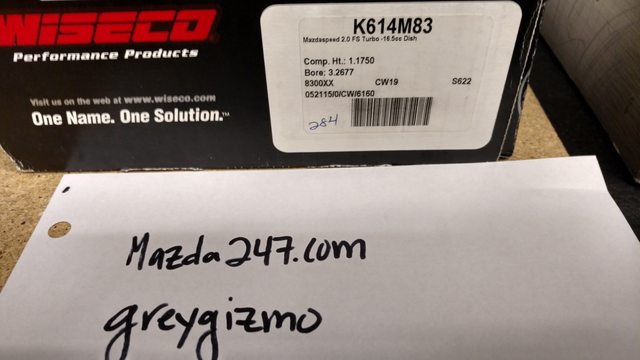 WISECO
Performance Products
Visit us on the web at www.wiseco.com
One Name. One Solution.™
K614M83
Mazdaspeed 2.0 FS Turbo -16.5cc Dish
Comp. Ht.: 1.1750
Bore: 3.2677
8300XX CW19 S622
052115/0/CW/6160
284
Mazda247.com
greygizmo